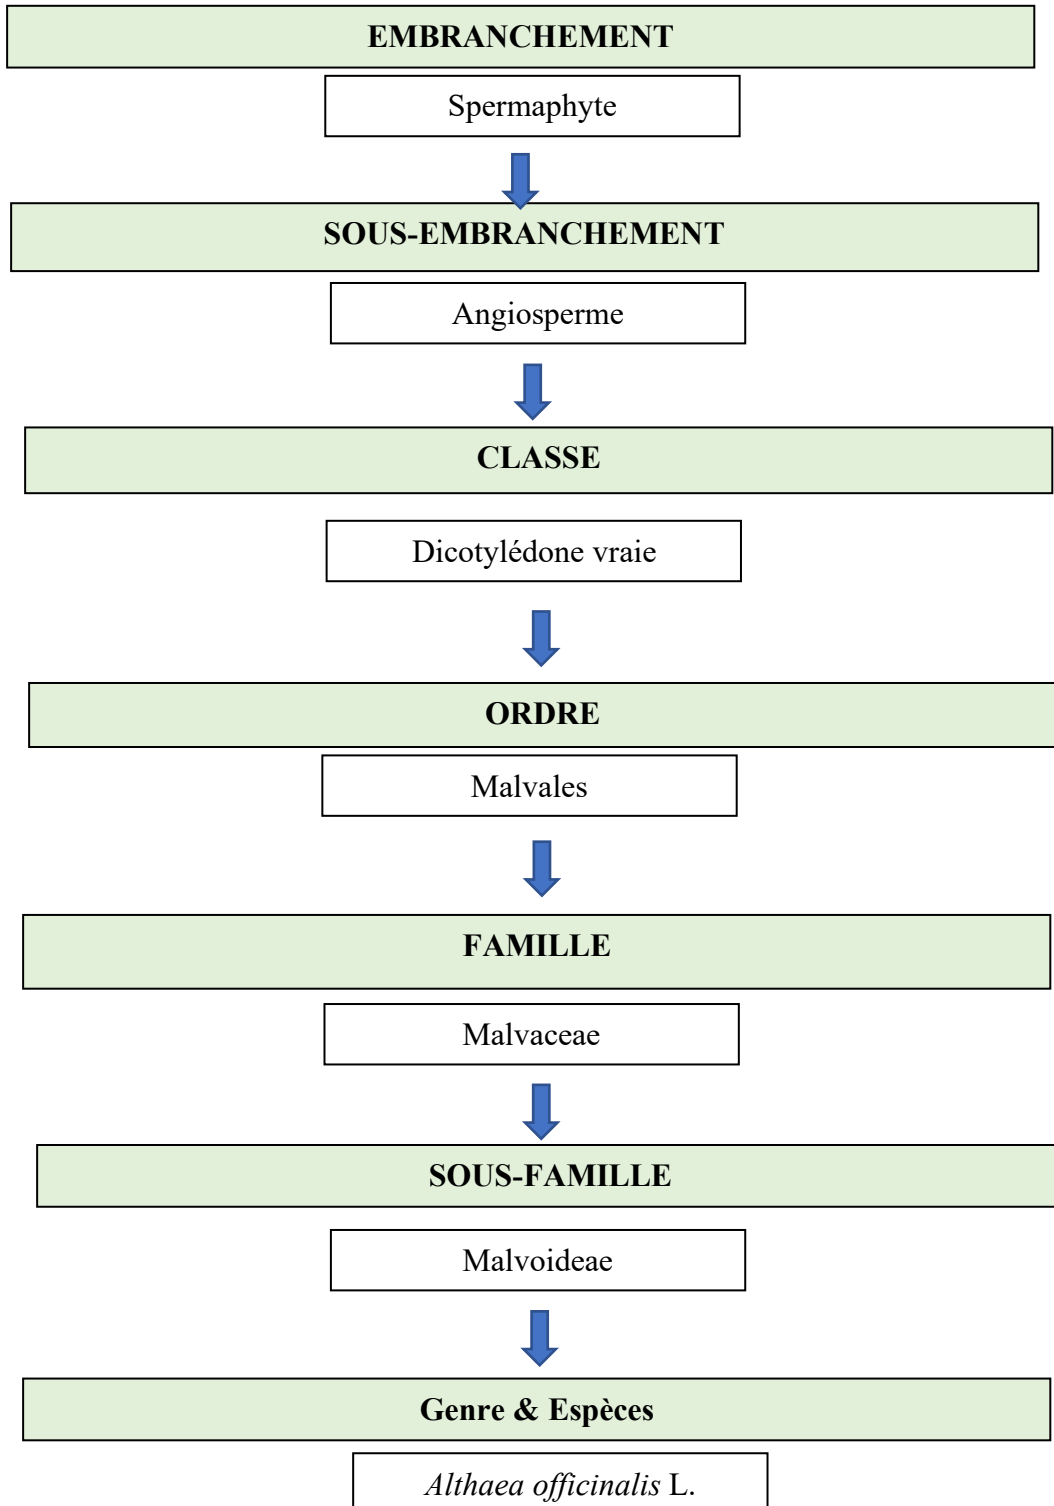 EMBRANCHEMENT
Spermaphyte
SOUS-EMBRANCHEMENT
Angiosperme
CLASSE
Dicotylédone vraie
ORDRE
Malvales
FAMILLE
Malvaceae
SOUS-FAMILLE
Malvoideae
Genre & Espèces
Althaea officinalis L.